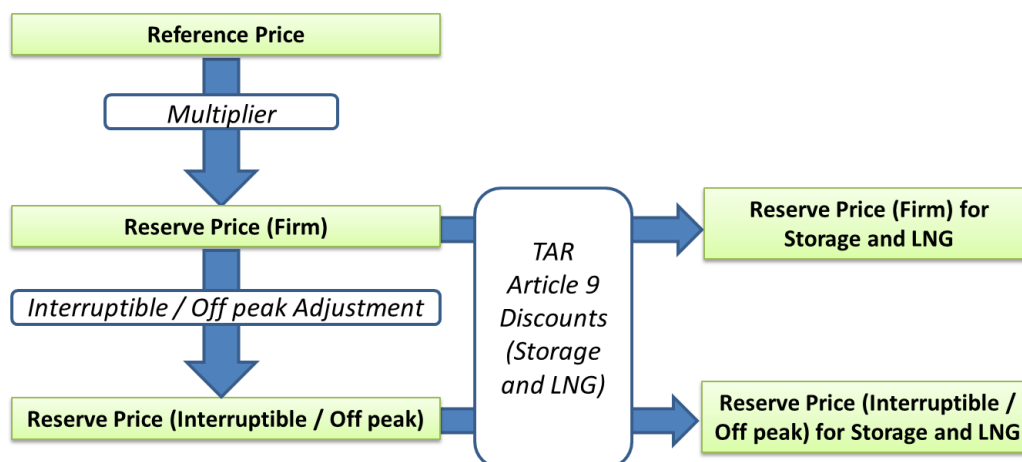 Reference Price
Multiplier
Reserve Price (Firm)
Interruptible / Off peak Adjustment
Reserve Price (Interruptible / Off peak)
TAR
Article 9
Discounts
(Storage
and LNG)
Reserve Price (Firm) for
Storage and LNG
Reserve Price (Interruptible /
Off peak) for Storage and LNG